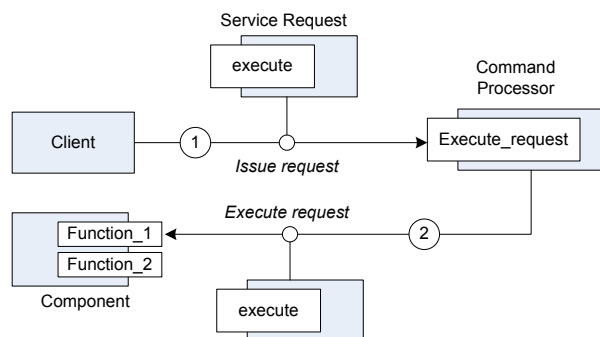 Service Request
execute
Command
Processor
Client
1
Execute_request
Issue request
Execute request
Function_1
2
Function_2
Component
execute